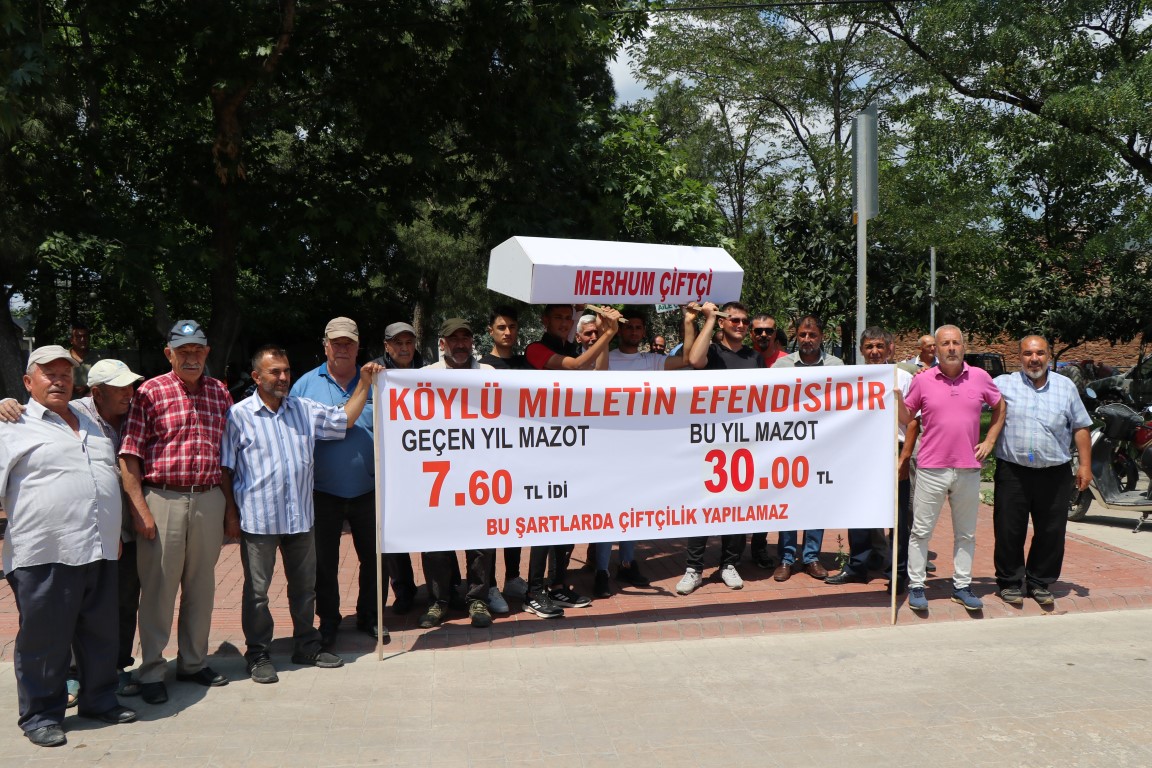 MERHUM ÇİFTÇİ
KÖYLÜ MİLLETİN EFENDİSİDİR
GEÇEN YIL MAZOT
7.60 TL İDİ
BU YIL MAZOT
30.00 TL
BU ŞARTLARDA ÇİFTÇİLİK YAPILAMAZ